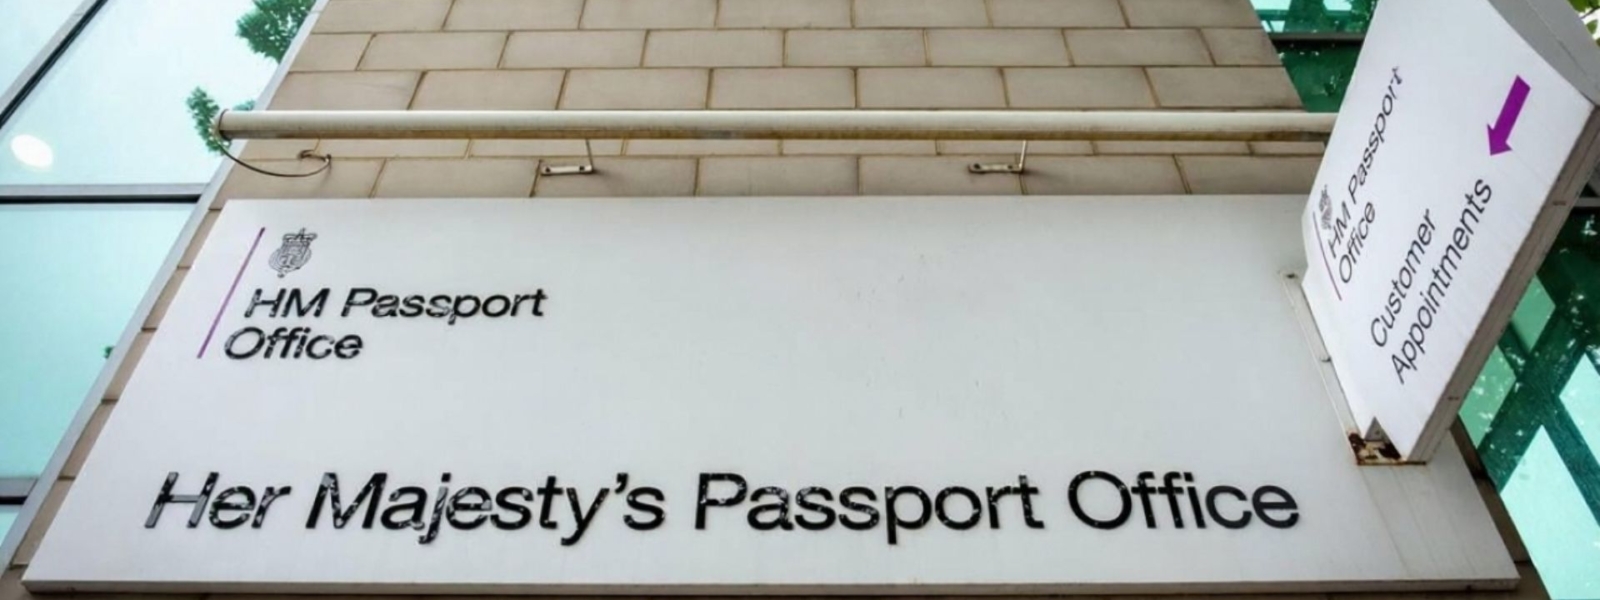 HM Passport
Office
Her Majesty's Passport Office
HM Passport
Office
Customer
Appointments